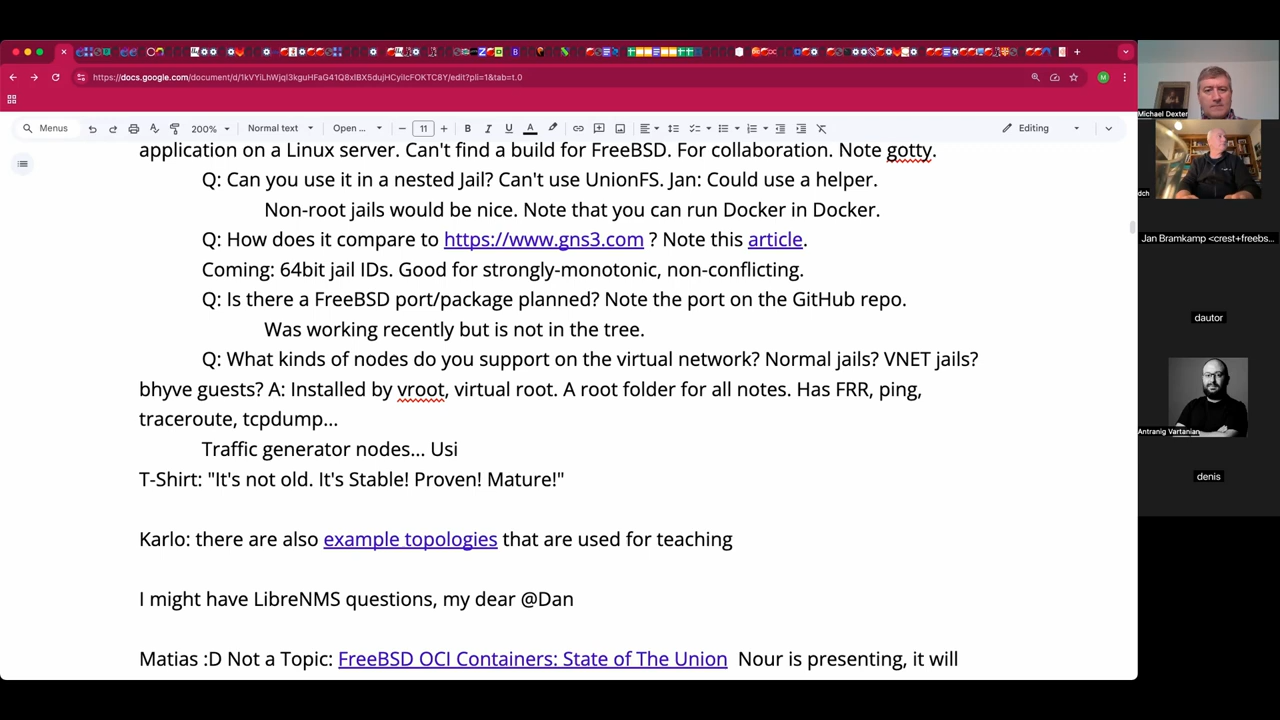 https://docs.google.com/document/d/1kVYiLhWjqI3kguHFaG41Q8xlBX5dujHCyilcFOKTC8Y/edit?pli=1&tab=t.0
M
Menus
200%
Normal text
Open ...
11
Editing
application on a Linux server. Can't find a build for FreeBSD. For collaboration. Note gotty.
Q: Can you use it in a nested Jail? Can't use UnionFS. Jan: Could use a helper.
Non-root jails would be nice. Note that you can run Docker in Docker.
Q: How does it compare to https://www.gns3.com ? Note this article.
Coming: 64bit jail IDs. Good for strongly-monotonic, non-conflicting.
Q: Is there a FreeBSD port/package planned? Note the port on the GitHub repo.
Was working recently but is not in the tree.
Q: What kinds of nodes do you support on the virtual network? Normal jails? VNET jails?
bhyve guests? A: Installed by vroot, virtual root. A root folder for all notes. Has FRR, ping,
traceroute, tcpdump...
Traffic generator nodes... Usi
T-Shirt: "It's not old. It's Stable! Proven! Mature!"
Karlo: there are also example topologies that are used for teaching
I might have LibreNMS questions, my dear @Dan
Matias :D Not a Topic: FreeBSD OCI Containers: State of The Union Nour is presenting, it will
Michael Dexter
dch
Jan Bramkamp <crest+freebs...
dautor
Antranig Vartanian
denis